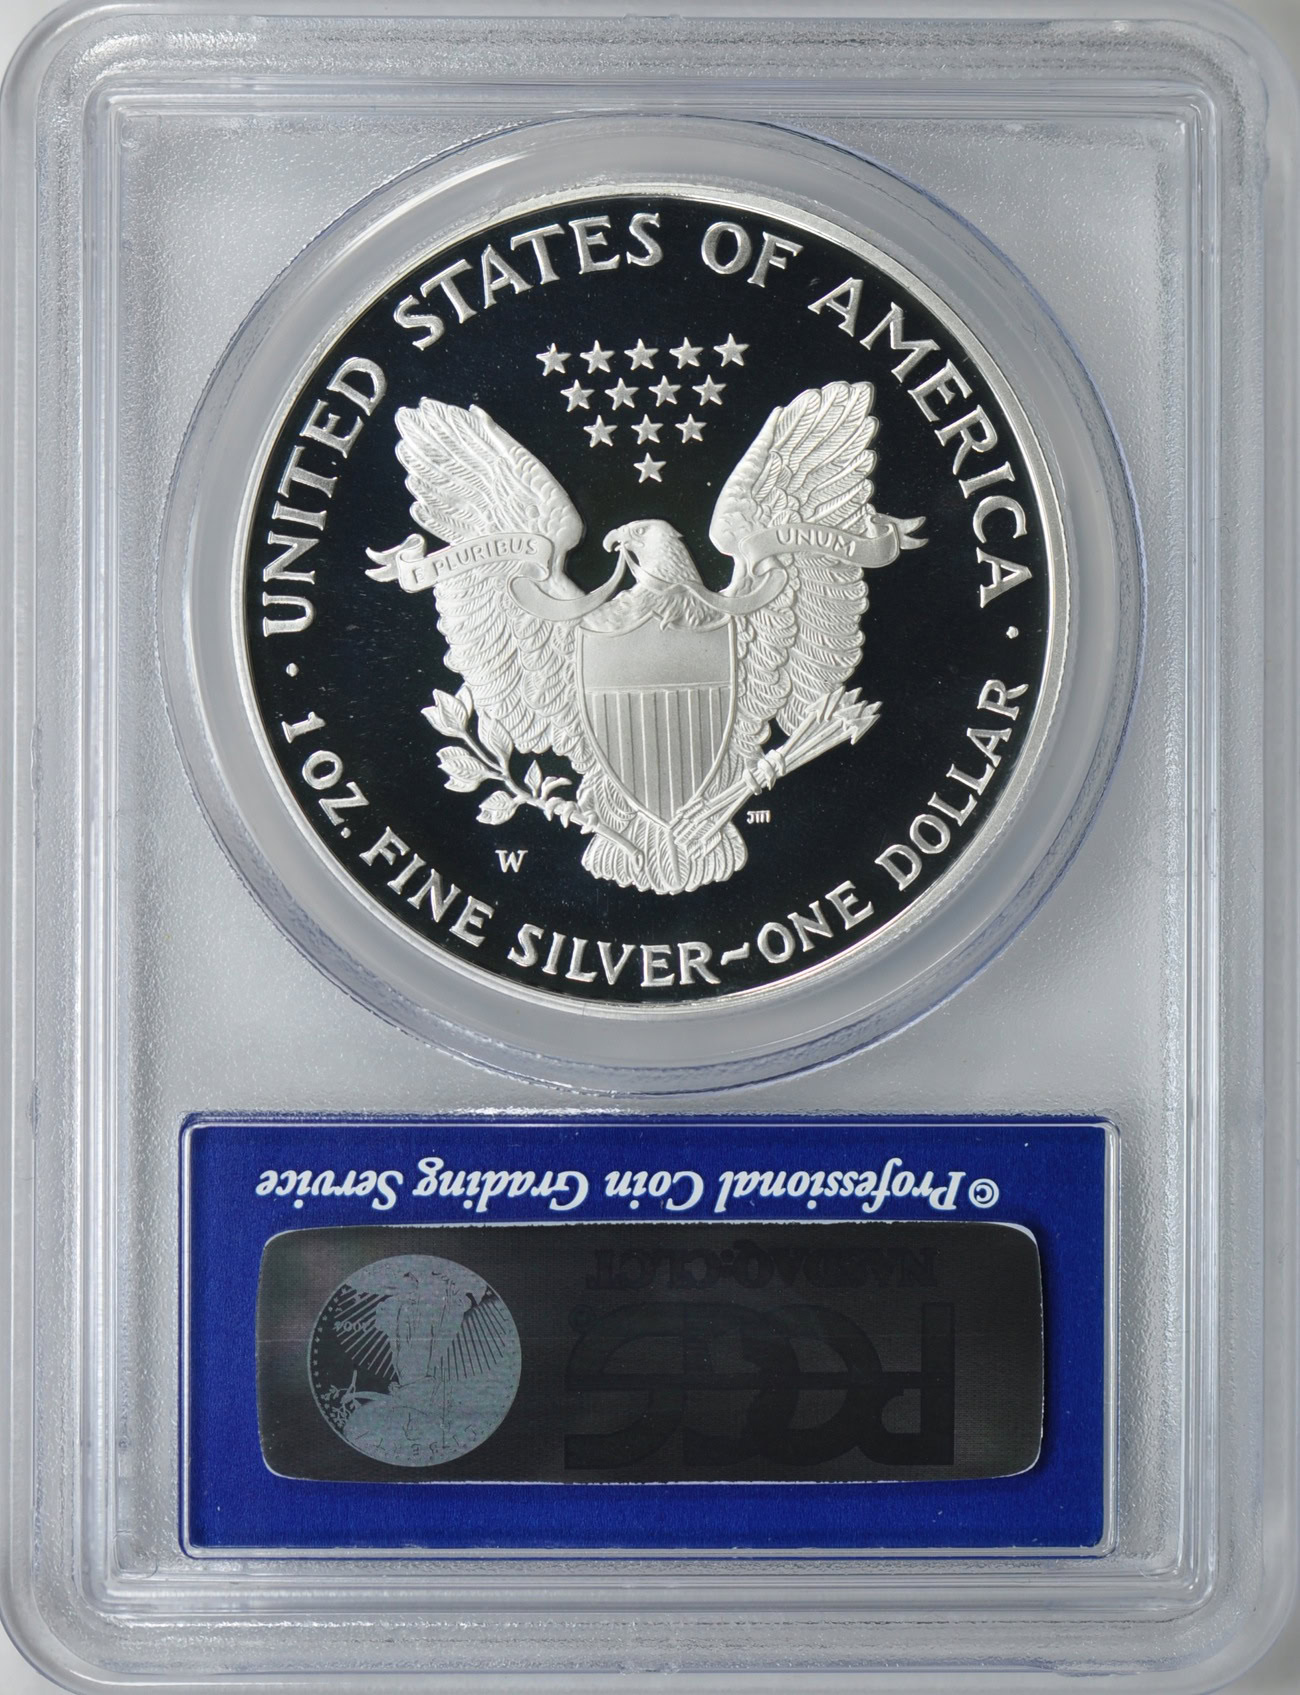 UNITED STATES OF AMERICA
E PLURIBUS UNUM
W
JM
· 1 OZ. FINE SILVER~ONE DOLLAR ·
©Professional Coin Grading Service
NASDAQ:CLCT
PCGS©